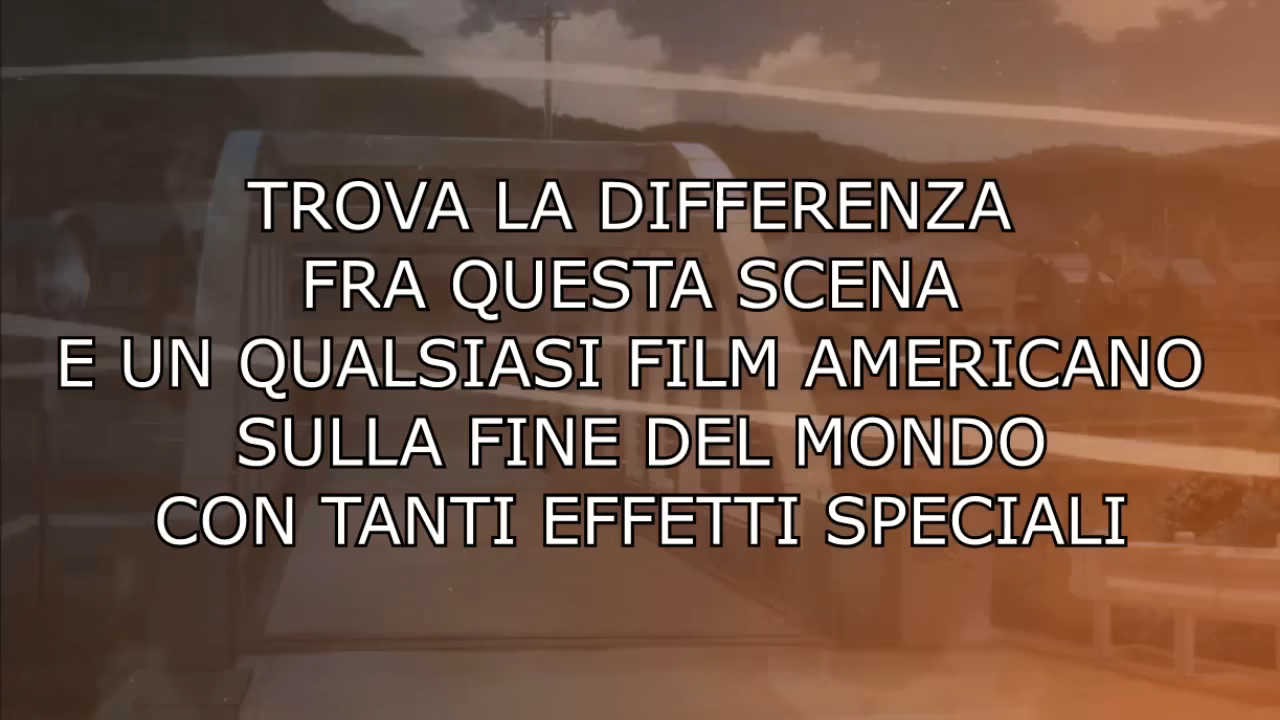 TROVA LA DIFFERENZA
FRA QUESTA SCENA
E UN QUALSIASI FILM AMERICANO
SULLA FINE DEL MONDO
CON TANTI EFFETTI SPECIALI